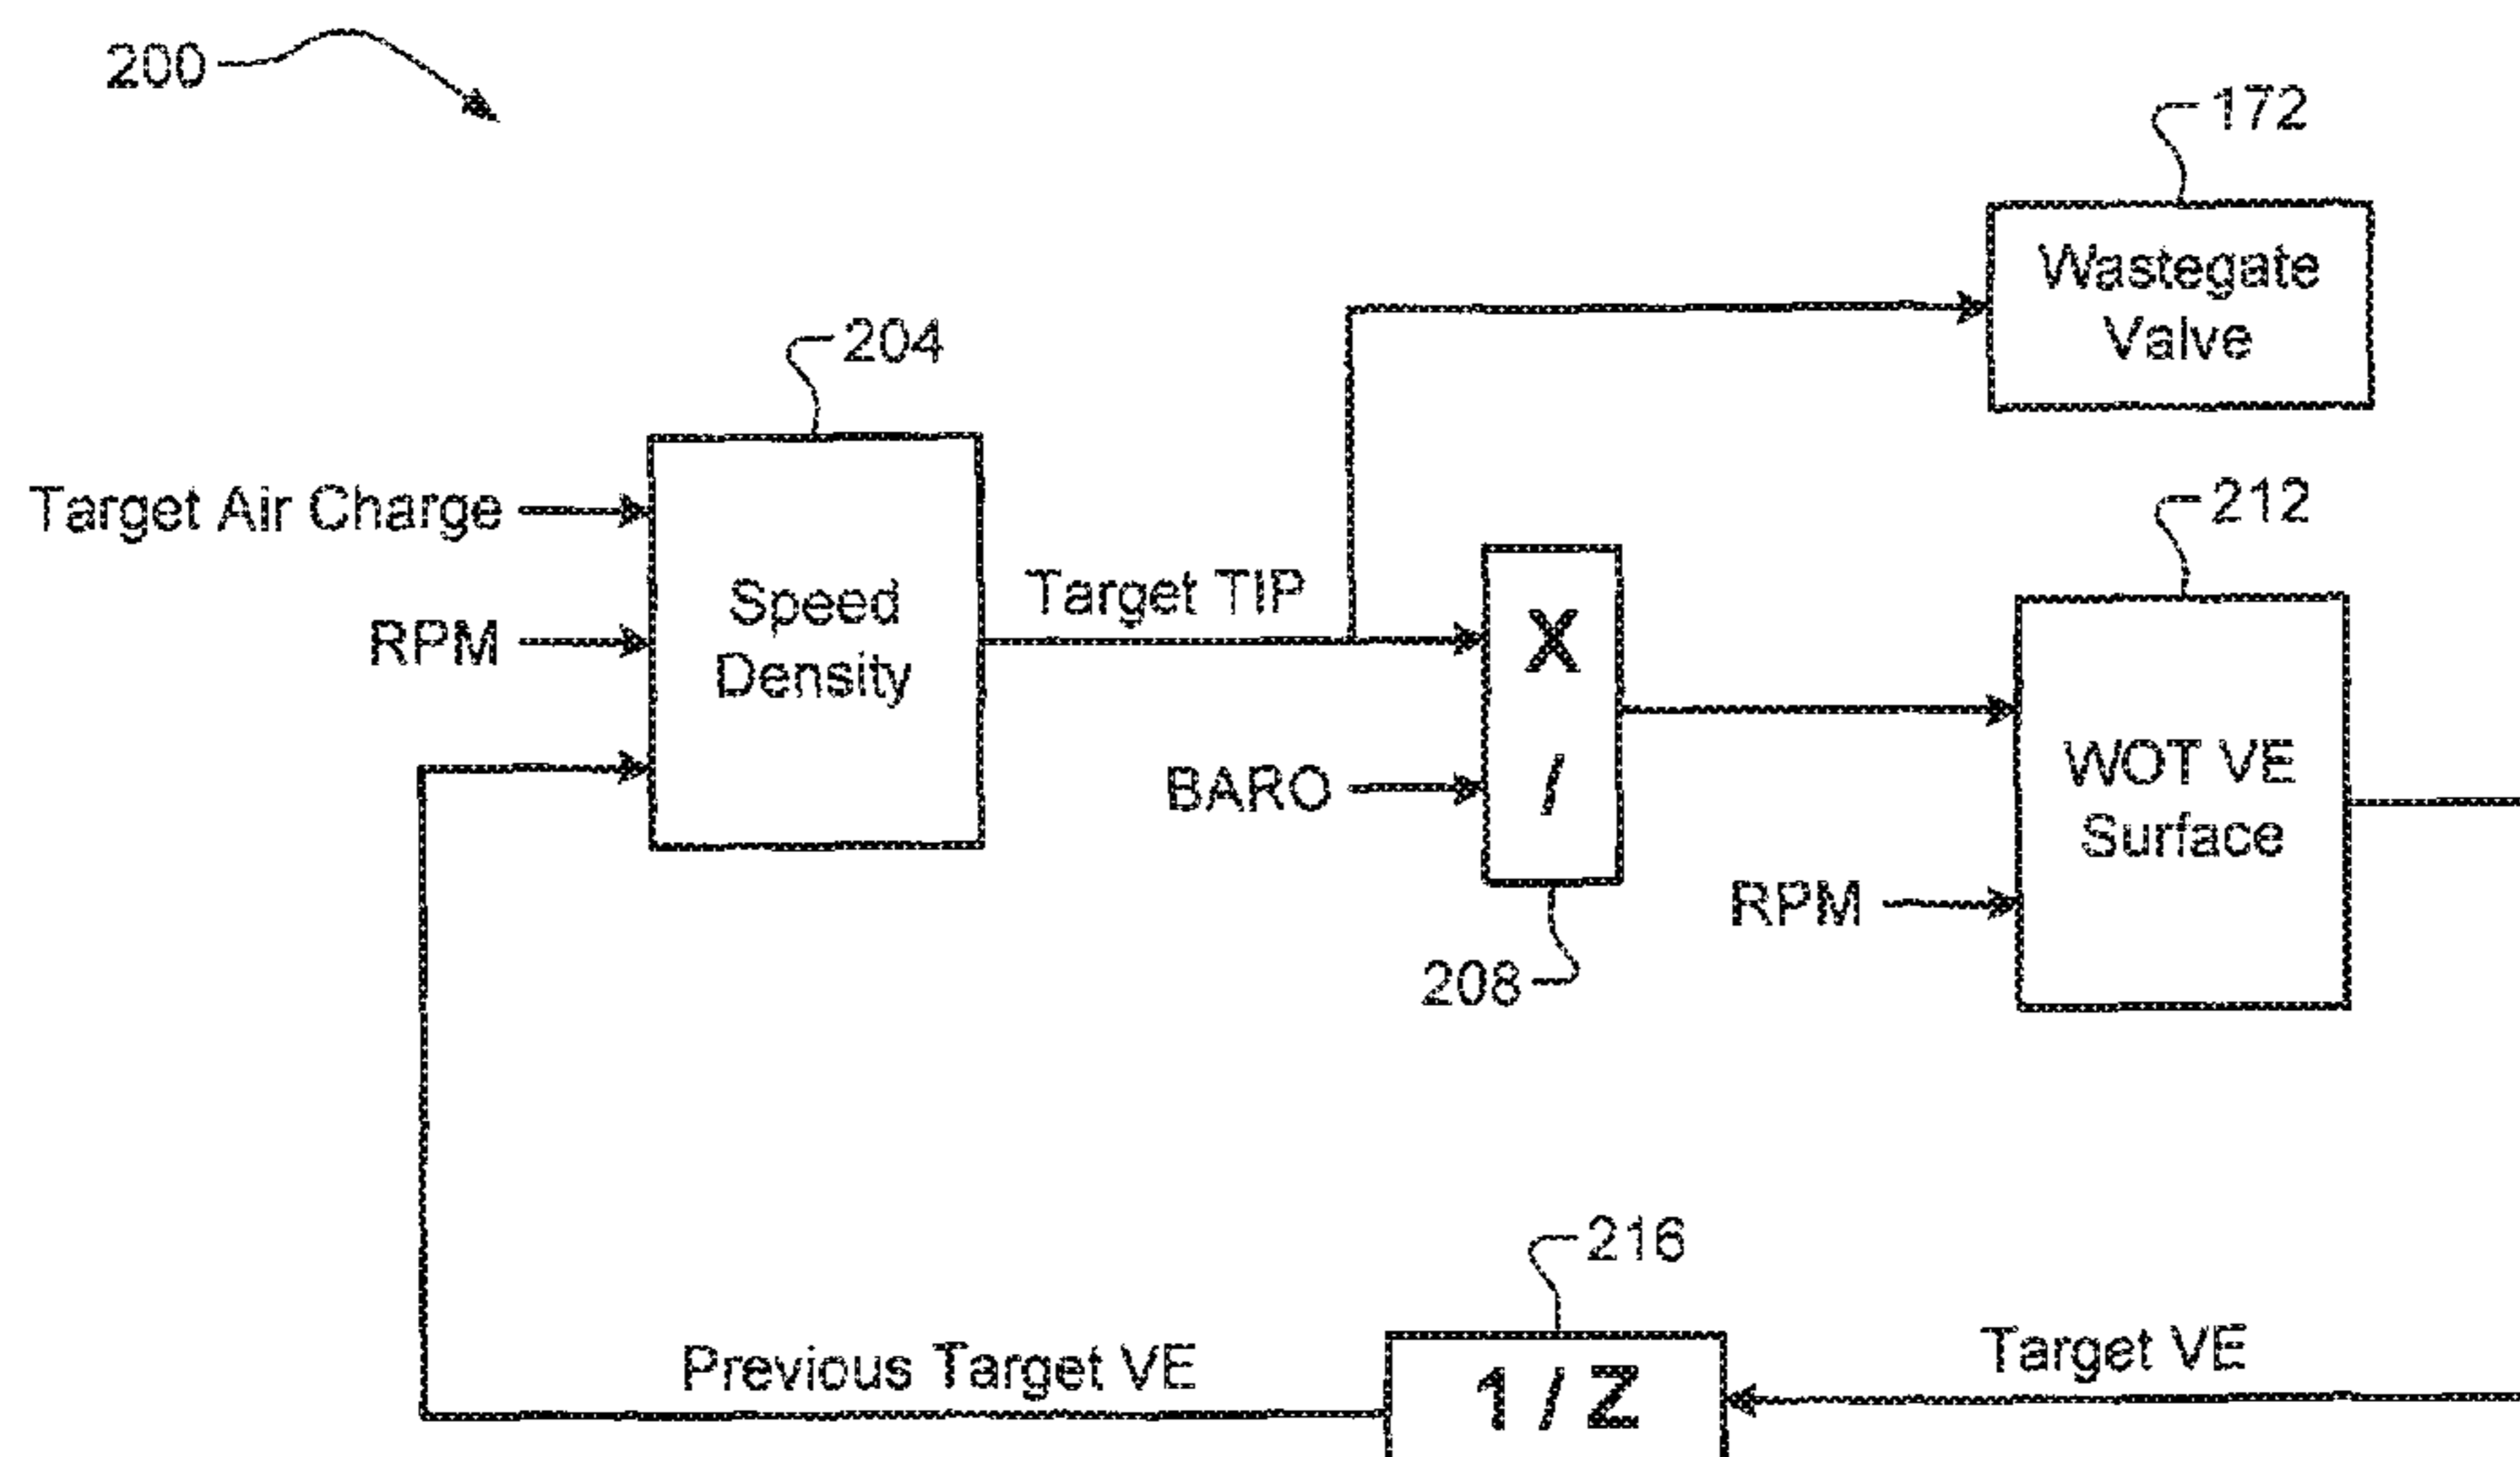 200
172
Wastegate
Valve
204
Target Air Charge
RPM
Speed
Density
Target TIP
X
/
BARO
208
212
WOT VE
Surface
RPM
216
Previous Target VE
1 / Z
Target VE